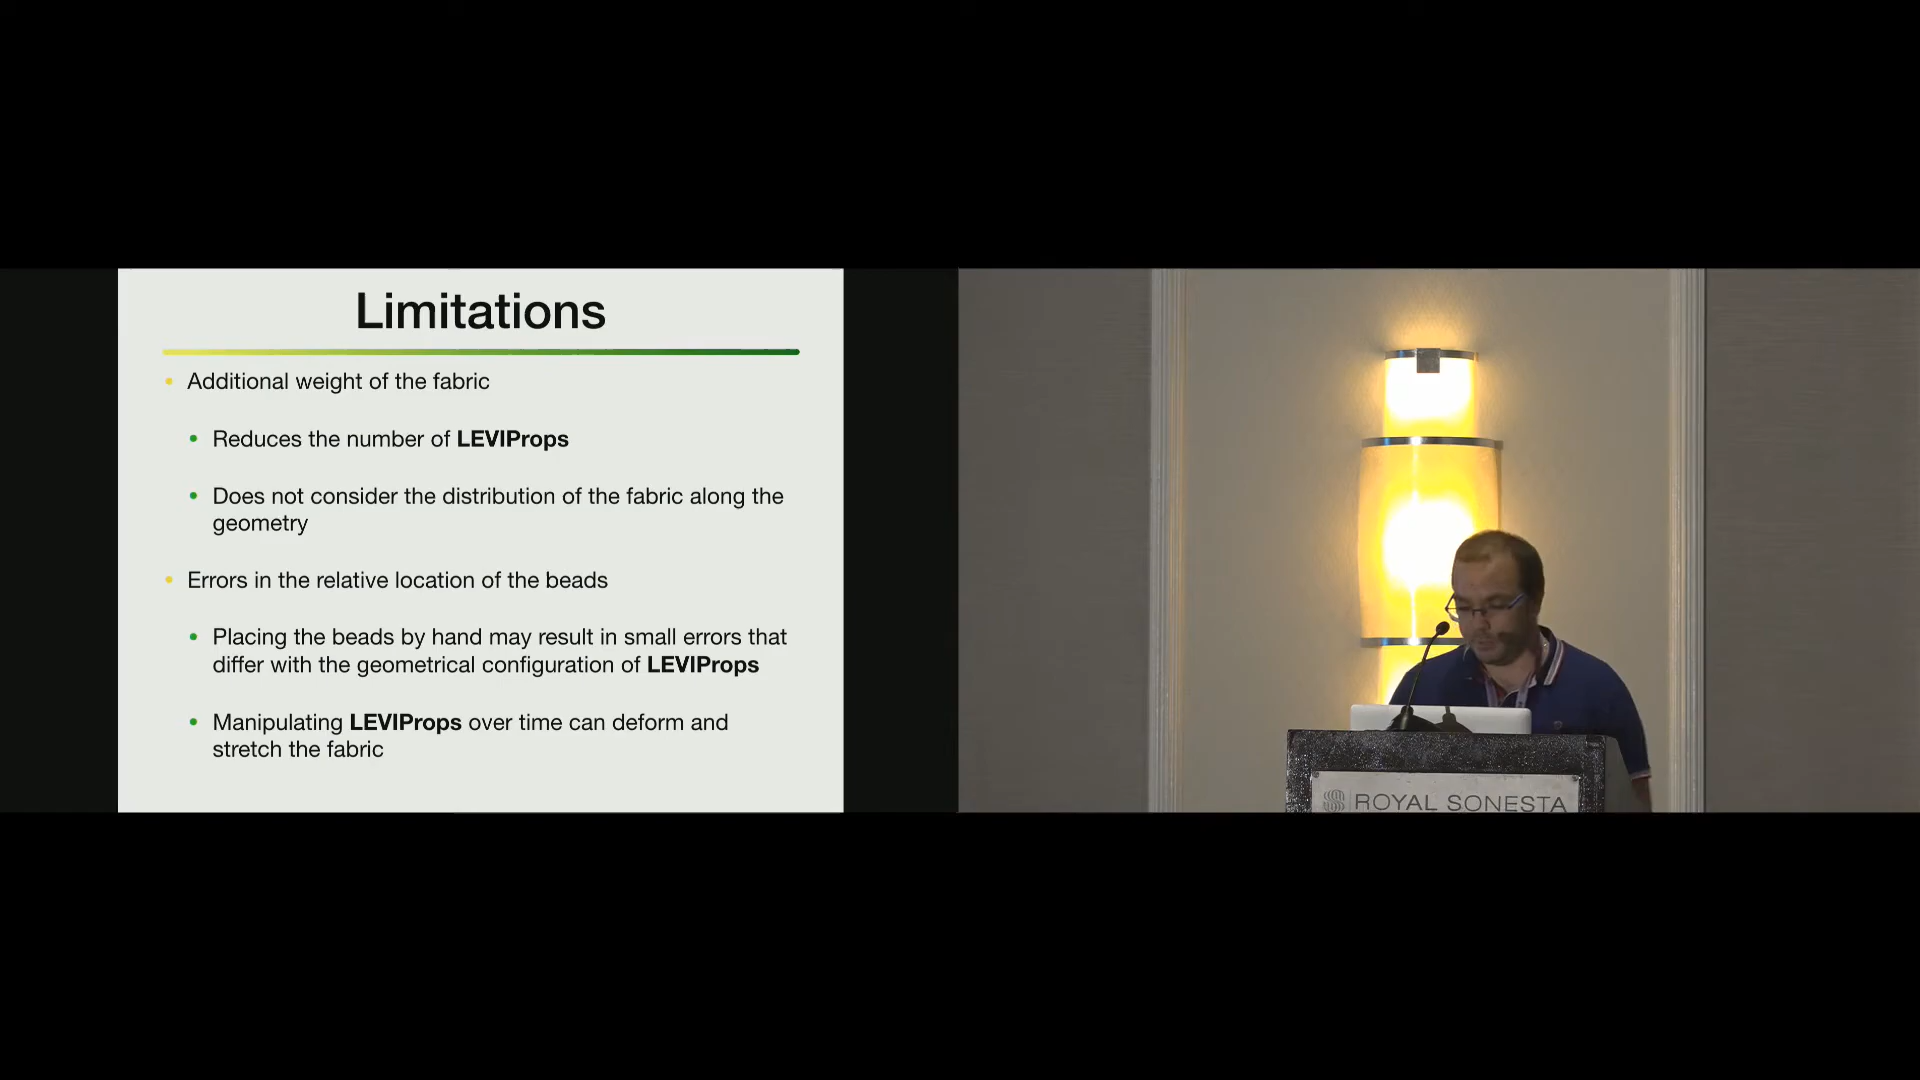 Limitations
Additional weight of the fabric
Reduces the number of LEVIProps
Does not consider the distribution of the fabric along the
geometry
Errors in the relative location of the beads
Placing the beads by hand may result in small errors that
differ with the geometrical configuration of LEVIProps
Manipulating LEVIProps over time can deform and
stretch the fabric
ROYAL SONESTA